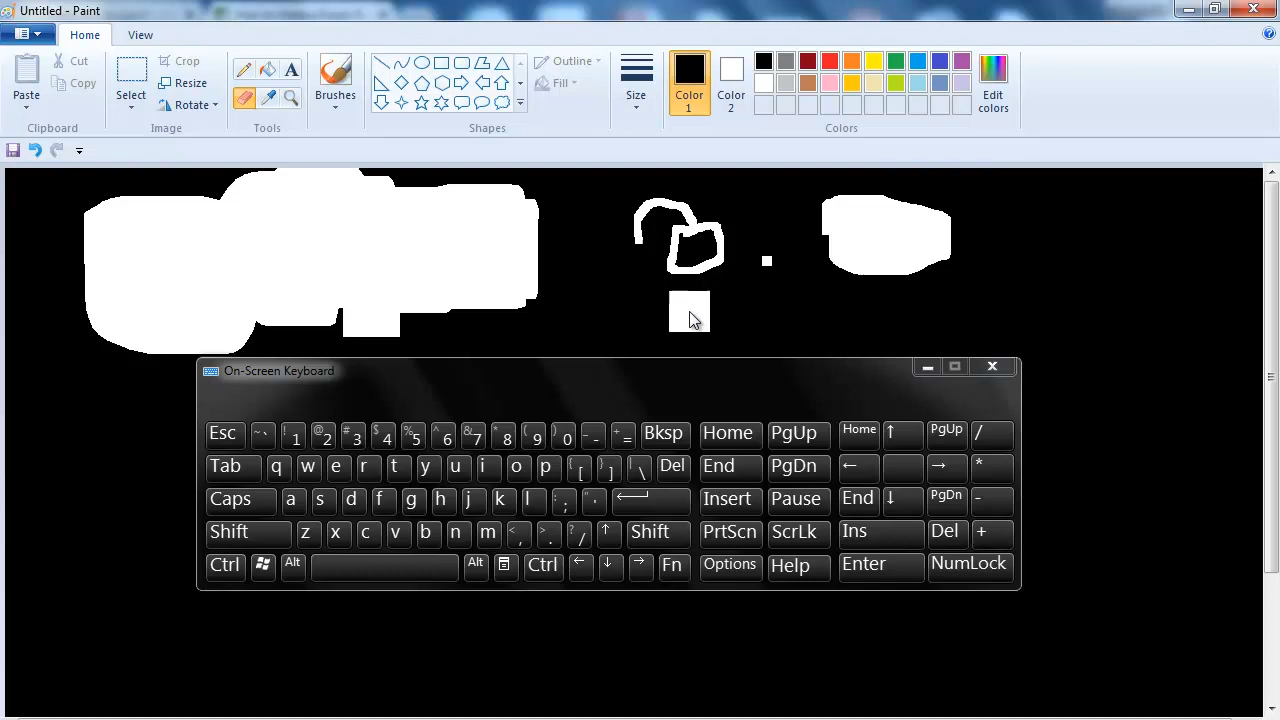 Untitled - Paint
Home View
Paste
Cut
Copy
Clipboard
Select
Crop
Resize
Rotate
Image
A
Tools
Brushes
Outline
Fill
Shapes
Size
Color 1
Color 2
Edit colors
Colors
On-Screen Keyboard
Esc ~ ` ! 1 @ 2 # 3 $ 4 % 5 ^ 6 & 7 * 8 ( 9 ) 0 _ - + = Bksp Home PgUp Home ↑ PgUp /
Tab q w e r t y u i o p { [ } ] | \ Del End PgDn ← → *
Caps a s d f g h j k l : ; " ' Insert Pause End ↓ PgDn -
Shift z x c v b n m < , > . ? / ↑ Shift PrtScn ScrLk Ins Del +
Ctrl Alt Alt Ctrl ← ↓ → Fn Options Help Enter NumLock